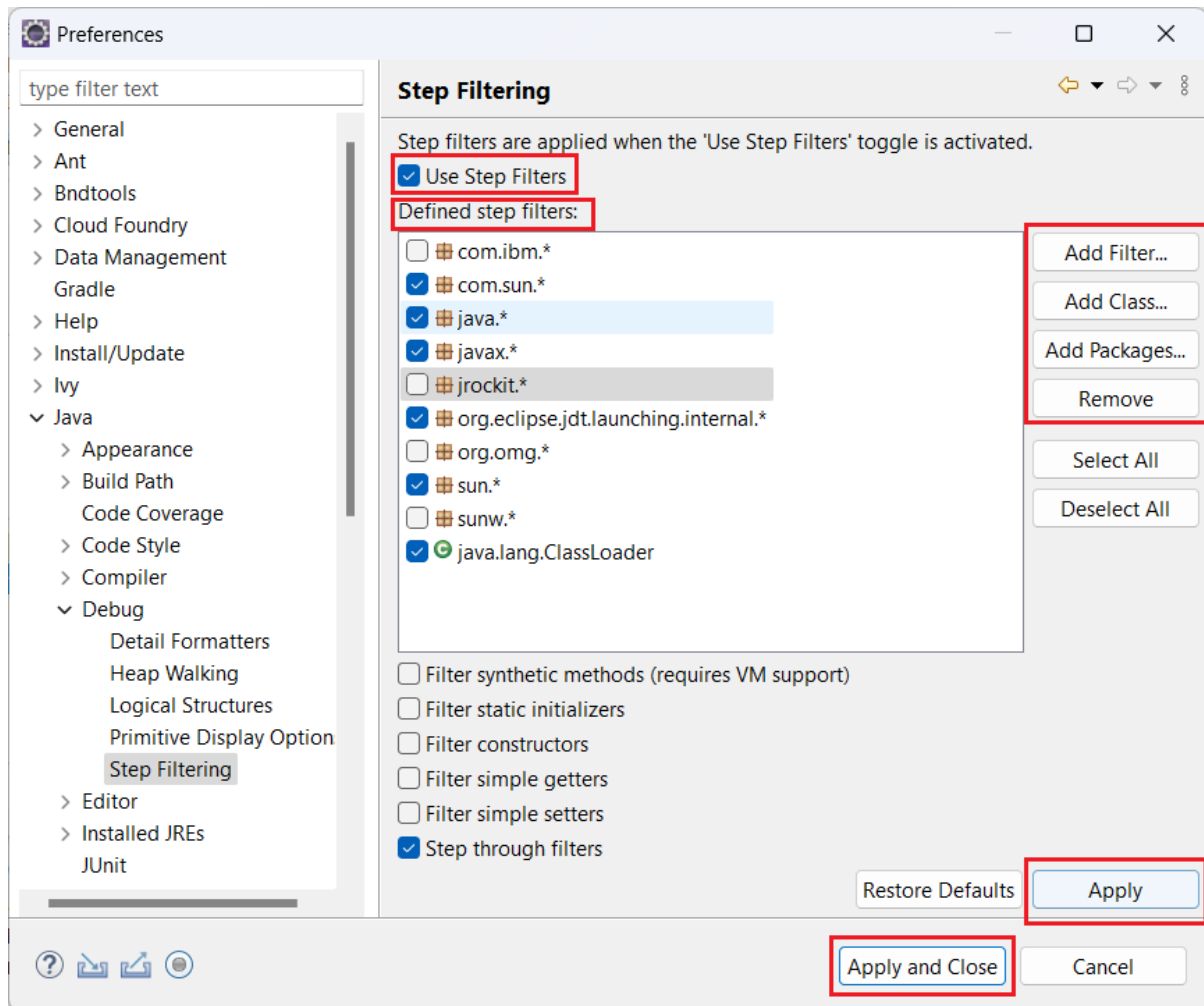 Preferences
type filter text
General
Ant
Bndtools
Cloud Foundry
Data Management
Gradle
Help
Install/Update
Ivy
Java
Appearance
Build Path
Code Coverage
Code Style
Compiler
Debug
Detail Formatters
Heap Walking
Logical Structures
Primitive Display Option
Step Filtering
Editor
Installed JREs
JUnit
Step Filtering
Step filters are applied when the 'Use Step Filters' toggle is activated.
Use Step Filters
Defined step filters:
com.ibm.*
com.sun.*
java.*
javax.*
jrockit.*
org.eclipse.jdt.launching.internal.*
org.omg.*
sun.*
sunw.*
java.lang.ClassLoader
Add Filter...
Add Class...
Add Packages...
Remove
Select All
Deselect All
Filter synthetic methods (requires VM support)
Filter static initializers
Filter constructors
Filter simple getters
Filter simple setters
Step through filters
Restore Defaults
Apply
Apply and Close
Cancel